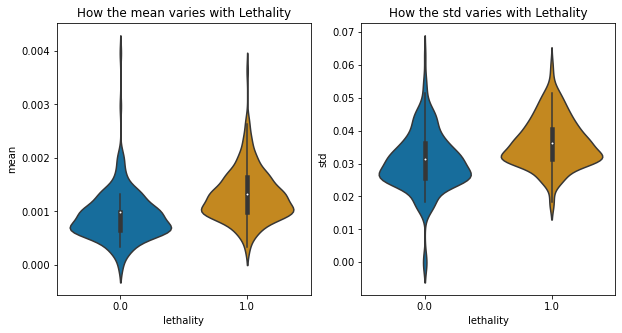 How the mean varies with Lethality
0.004
0.003
0.002
0.001
0.000
mean
0.0
1.0
lethality
How the std varies with Lethality
0.07
0.06
0.05
0.04
0.03
0.02
0.01
0.00
std
0.0
1.0
lethality